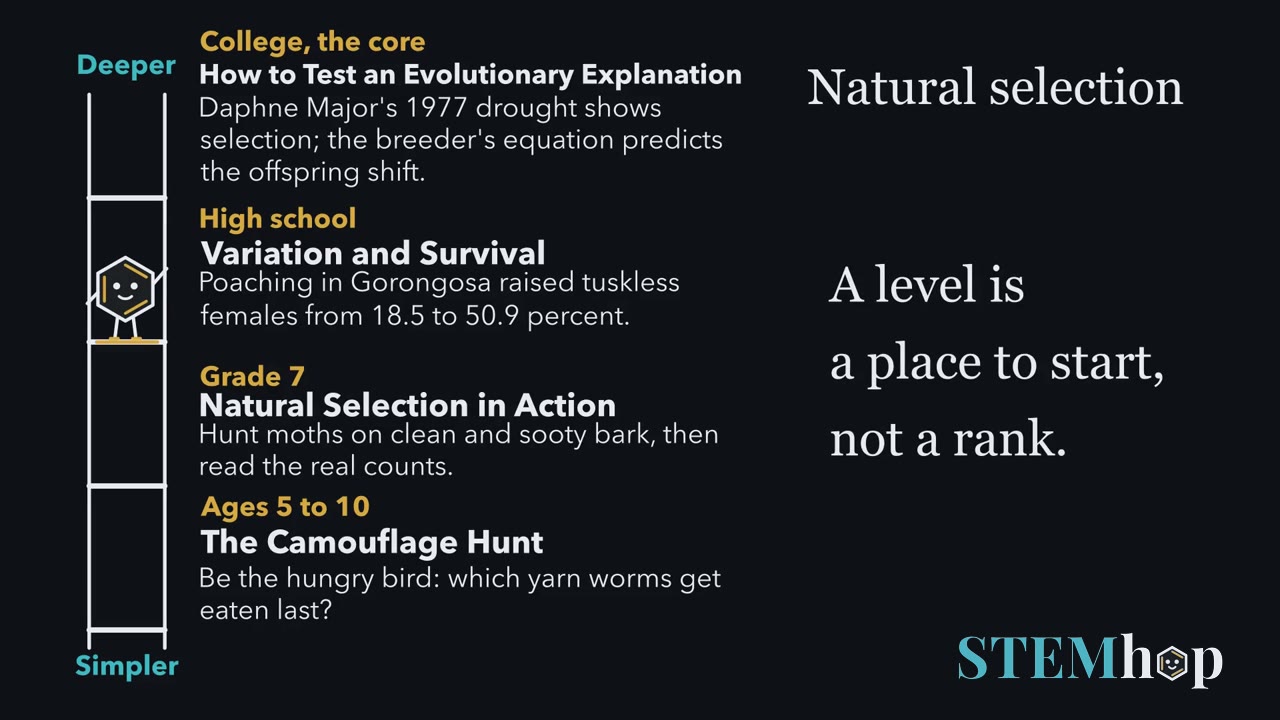 Deeper
College, the core
How to Test an Evolutionary Explanation
Daphne Major's 1977 drought shows
selection; the breeder's equation predicts
the offspring shift.
High school
Variation and Survival
Poaching in Gorongosa raised tuskless
females from 18.5 to 50.9 percent.
Grade 7
Natural Selection in Action
Hunt moths on clean and sooty bark, then
read the real counts.
Ages 5 to 10
The Camouflage Hunt
Be the hungry bird: which yarn worms get
eaten last?
Simpler
Natural selection
A level is
a place to start,
not a rank.
STEMhop